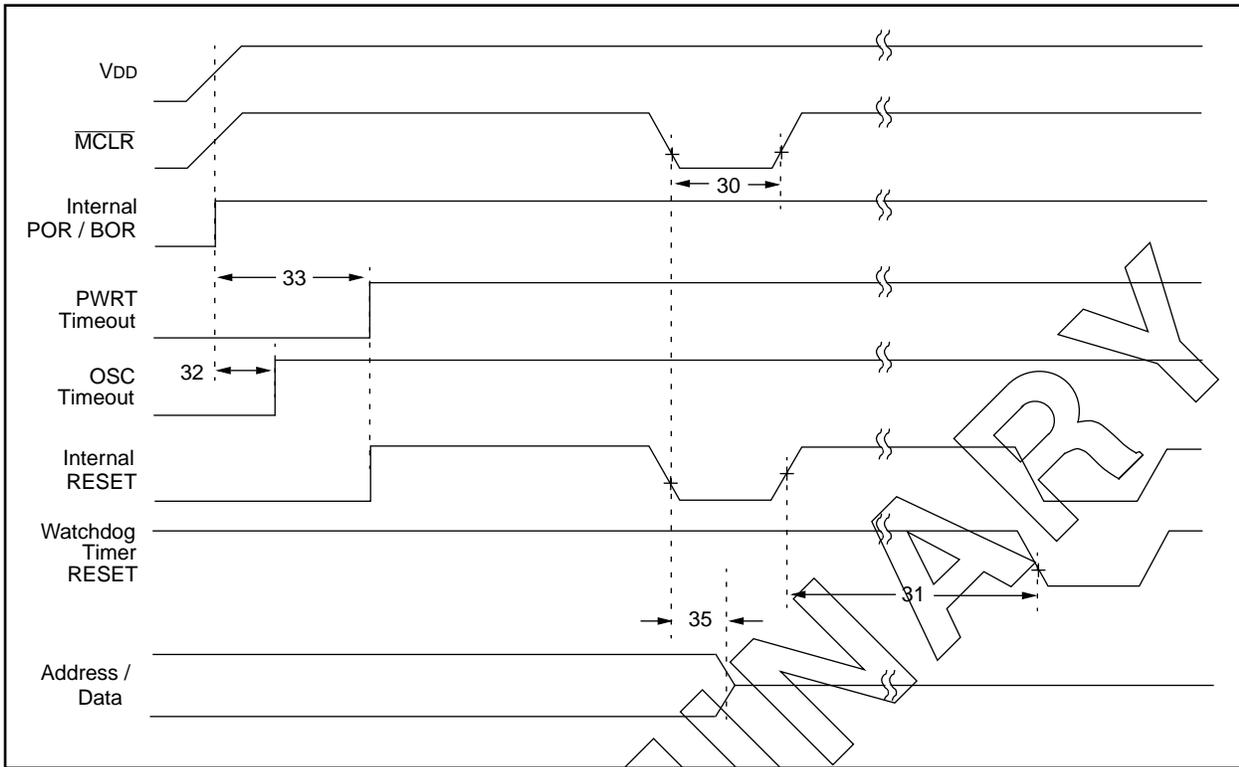 VDD
MCLR
30
Internal
POR / BOR
33
PWRT
Timeout
32
OSC
Timeout
Internal
RESET
Watchdog
Timer
RESET
31
35
Address /
Data
INARY